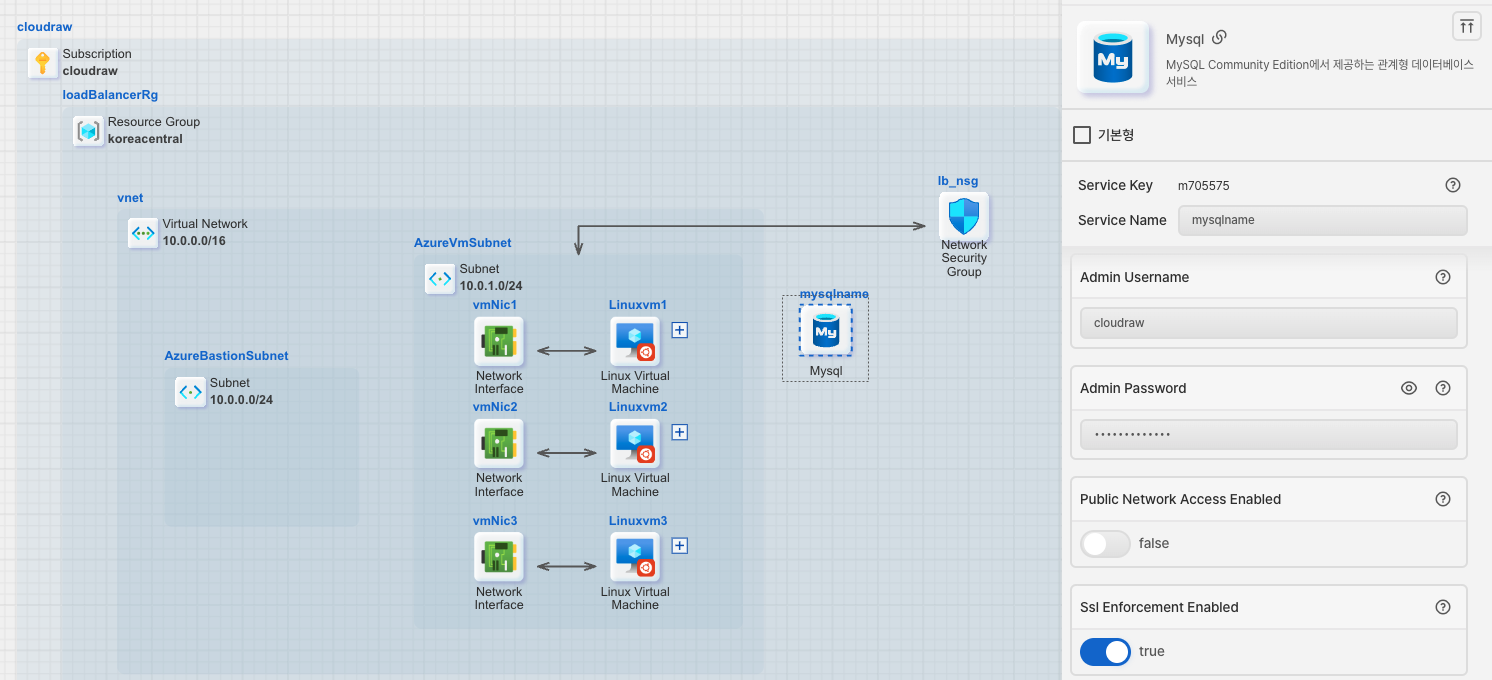 cloudraw
Subscription
cloudraw
loadBalancerRg
Resource Group
koreacentral
vnet
Virtual Network
10.0.0.0/16
AzureBastionSubnet
Subnet
10.0.0.0/24
AzureVmSubnet
Subnet
10.0.1.0/24
vmNic1
Network
Interface
Linuxvm1
Linux Virtual
Machine
vmNic2
Network
Interface
Linuxvm2
Linux Virtual
Machine
vmNic3
Network
Interface
Linuxvm3
Linux Virtual
Machine
lb_nsg
Network
Security
Group
mysqlname
My
Mysql
My
Mysql
MySQL Community Edition에서 제공하는 관계형 데이터베이스
서비스
기본형
Service Key m705575
Service Name mysqlname
Admin Username
cloudraw
Admin Password
•••••••••••••
Public Network Access Enabled
false
Ssl Enforcement Enabled
true